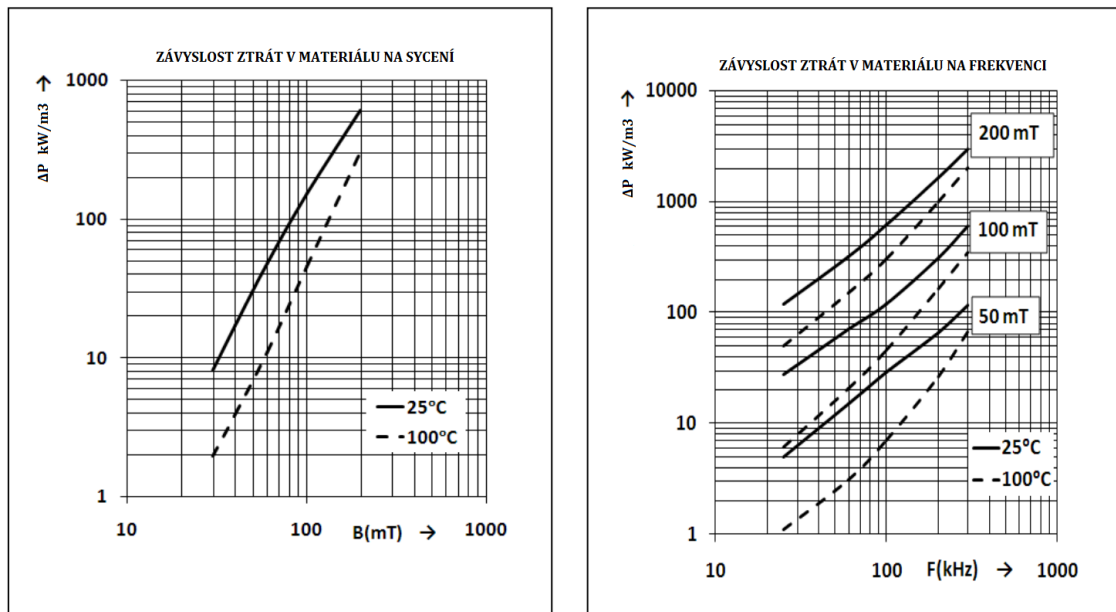 ZÁVYSLOST ZTRÁT V MATERIÁLU NA SYCENÍ
ΔP kW/m3 →
1000
100
10
1
25°C
100°C
10 100 1000
B(mT) →
ZÁVYSLOST ZTRÁT V MATERIÁLU NA FREKVENCI
ΔP kW/m3 →
10000
1000
100
10
1
200 mT
100 mT
50 mT
25°C
100°C
10 100 1000
F(kHz) →